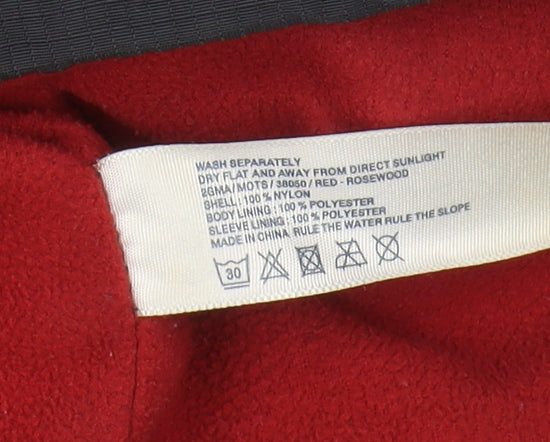 WASH SEPARATELY
DRY FLAT AND AWAY FROM DIRECT SUNLIGHT
2GMA/MOTS/38050/RED - ROSEWOOD
SHELL: 100% NYLON
BODY LINING: 100% POLYESTER
SLEEVE LINING: 100% POLYESTER
MADE IN CHINA RULE THE WATER RULE THE SLOPE
30